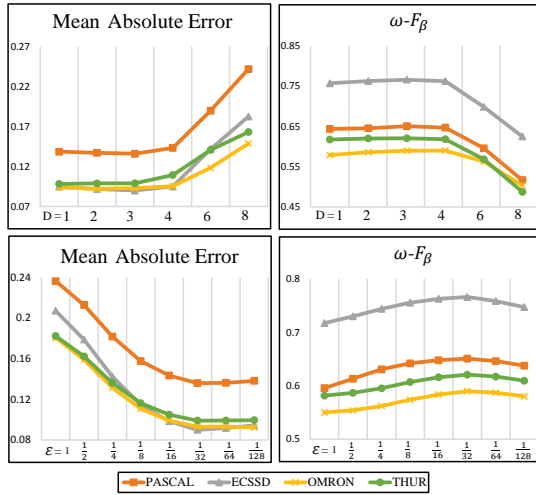 Mean Absolute Error
0.27
0.22
0.17
0.12
0.07
D = 1 2 3 4 6 8
ω-Fβ
0.85
0.75
0.65
0.55
0.45
D = 1 2 3 4 6 8
Mean Absolute Error
0.24
0.2
0.16
0.12
0.08
ℰ = 1 1/2 1/4 1/8 1/16 1/32 1/64 1/128
ω-Fβ
0.8
0.7
0.6
0.5
ℰ = 1 1/2 1/4 1/8 1/16 1/32 1/64 1/128
PASCAL ECSSD OMRON THUR